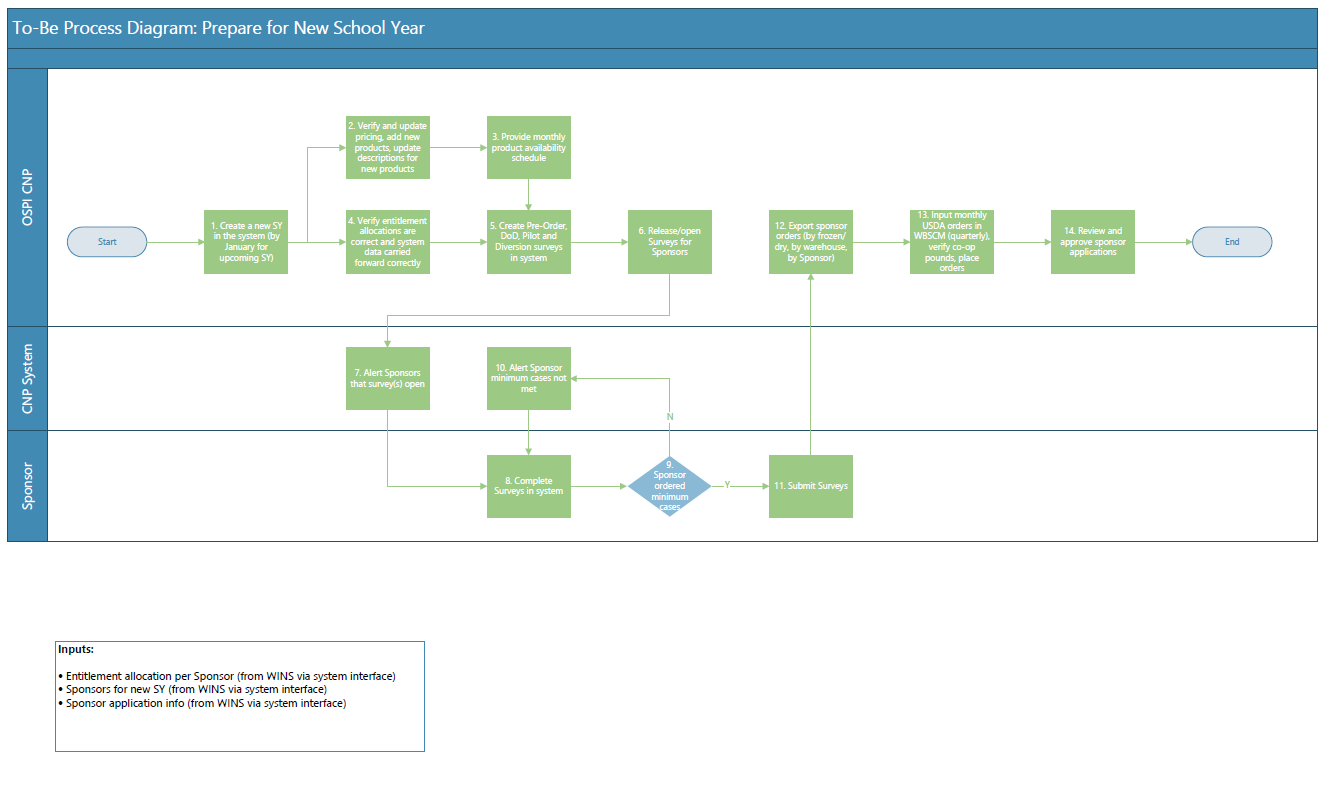 To-Be Process Diagram: Prepare for New School Year
OSPI CNP
2. Verify and update
pricing, add new
products, update
descriptions for
new products
3. Provide monthly
product availability
schedule
Start
1. Create a new SY
in the system (by
January for
upcoming SY)
4. Verify entitlement
allocations are
correct and system
data carried
forward correctly
5. Create Pre-Order,
DoD, Pilot and
Diversion surveys
in system
6. Release/open
Surveys for
Sponsors
12. Export sponsor
orders (by frozen/
dry, by warehouse,
by Sponsor)
13. Input monthly
USDA orders in
WBSCM (quarterly),
verify co-op
pounds, place
orders
14. Review and
approve sponsor
applications
End
CNP System
7. Alert Sponsors
that survey(s) open
10. Alert Sponsor
minimum cases not
met
N
Sponsor
8. Complete
Surveys in system
9.
Sponsor
ordered
minimum
cases
Y
11. Submit Surveys
Inputs:
• Entitlement allocation per Sponsor (from WINS via system interface)
• Sponsors for new SY (from WINS via system interface)
• Sponsor application info (from WINS via system interface)